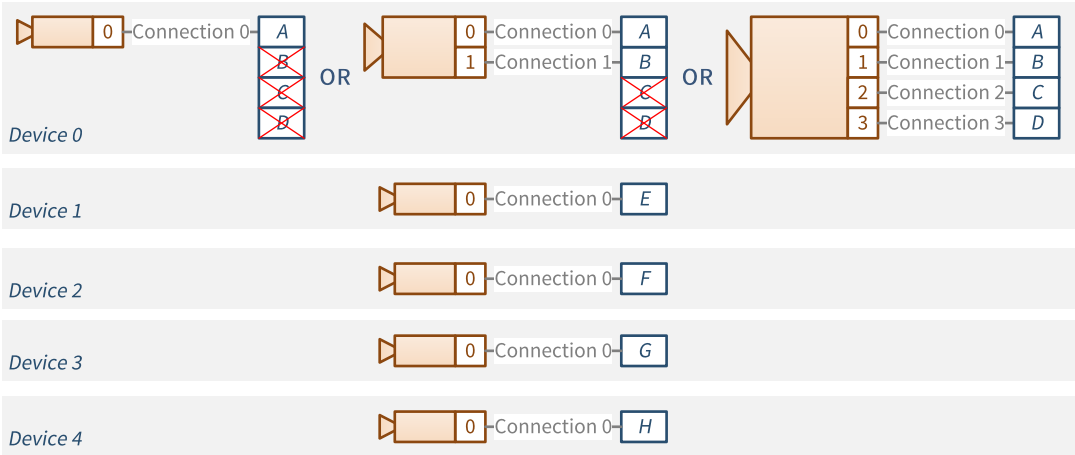 0 Connection 0 A 0 Connection 0 A 0 Connection 0 A
B OR 1 Connection 1 B OR 1 Connection 1 B
C C 2 Connection 2 C
D D 3 Connection 3 D
Device 0
0 Connection 0 E
Device 1
0 Connection 0 F
Device 2
0 Connection 0 G
Device 3
0 Connection 0 H
Device 4